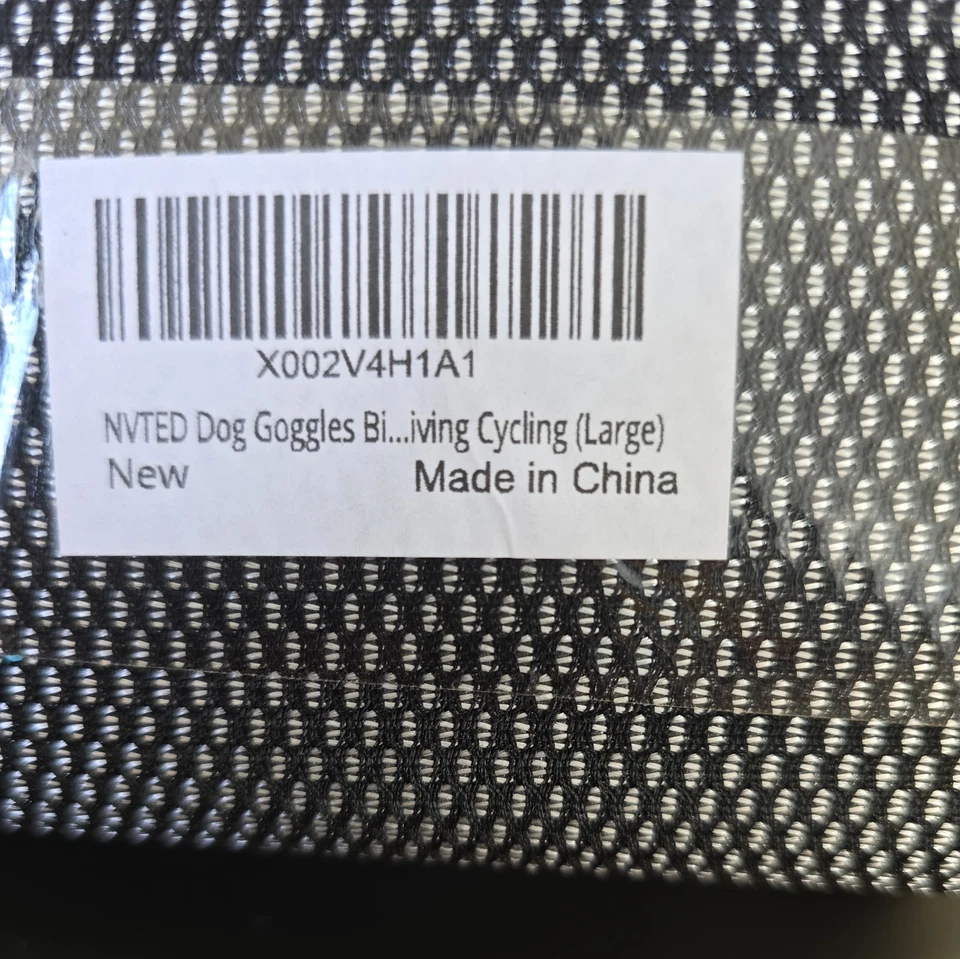 X002V4H1A1
NVTED Dog Goggles Bi...iving Cycling (Large)
New Made in China